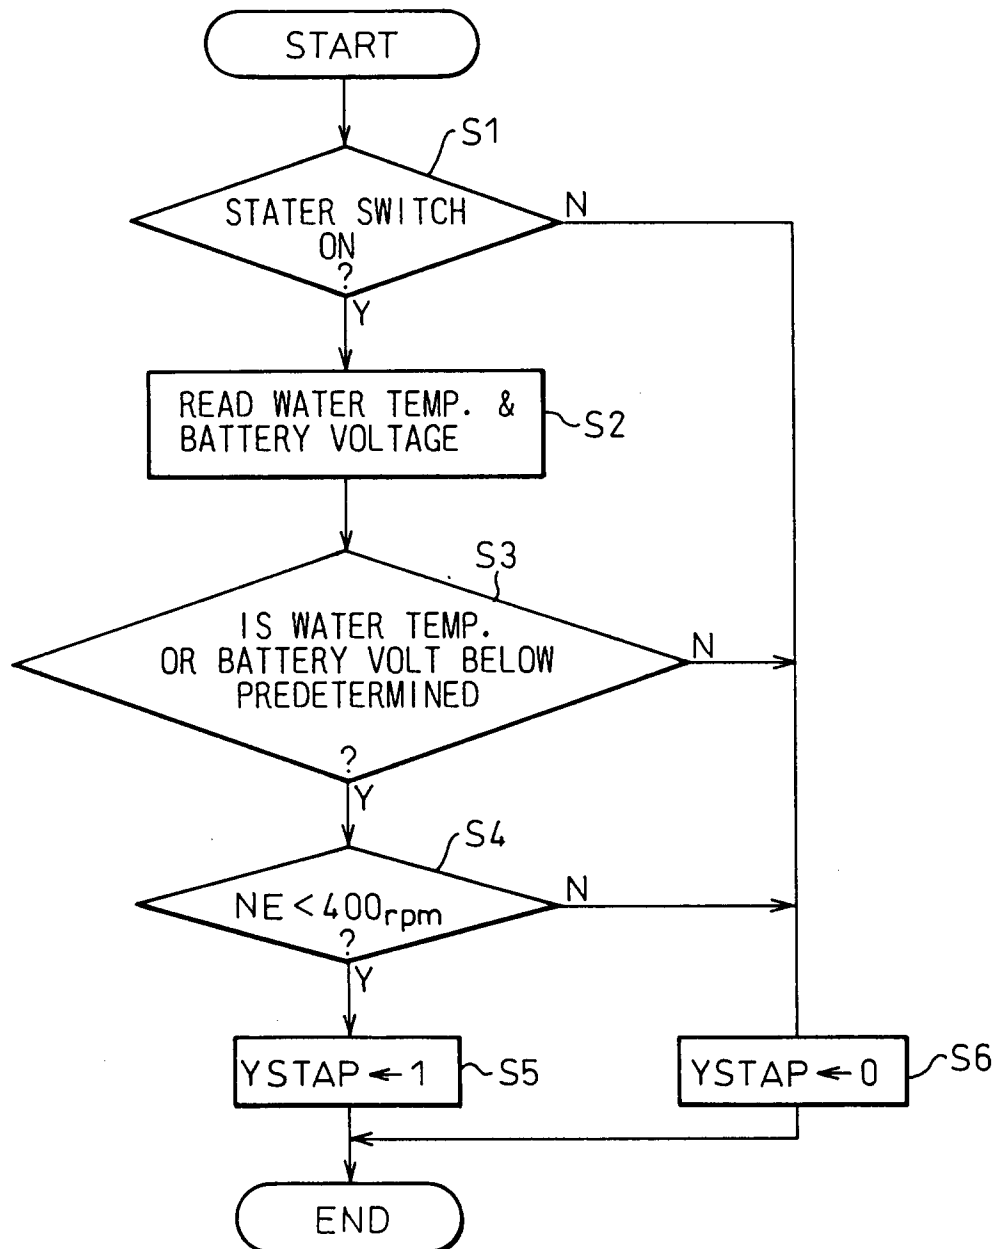 START
S1
STATER SWITCH
ON
?
N
Y
READ WATER TEMP. &
BATTERY VOLTAGE
S2
S3
IS WATER TEMP.
OR BATTERY VOLT BELOW
PREDETERMINED
?
N
Y
S4
NE < 400rpm
?
N
Y
YSTAP ← 1
S5
YSTAP ← 0
S6
END